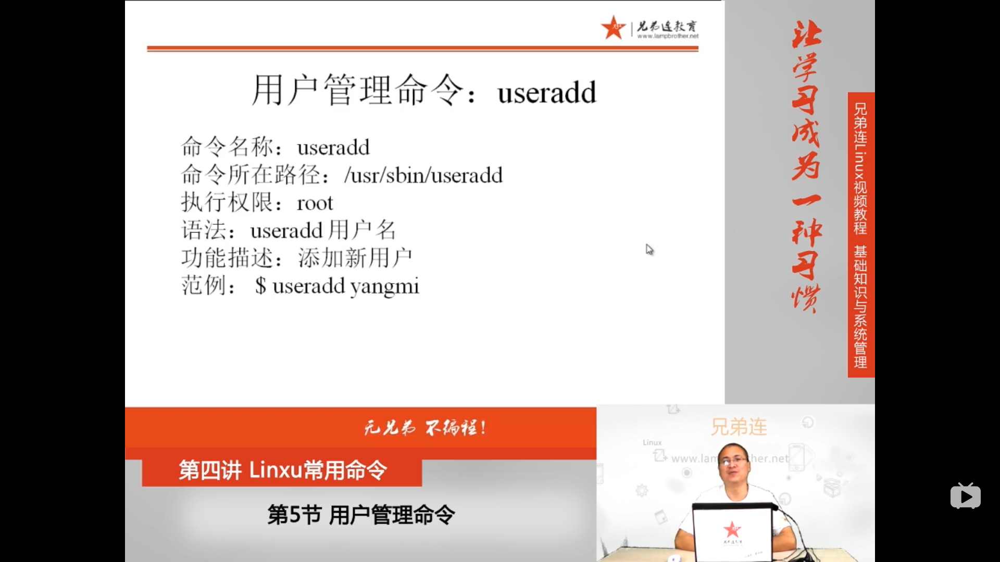 兄弟连教育
www.lampbrother.net
用户管理命令：useradd
命令名称：useradd
命令所在路径：/usr/sbin/useradd
执行权限：root
语法：useradd 用户名
功能描述：添加新用户
范例： $ useradd yangmi
让学习成为一种习惯
兄弟连Linux视频教程 基础知识与系统管理
无兄弟 不编程！
第四讲 Linxu常用命令
第5节 用户管理命令
兄弟连
Linux